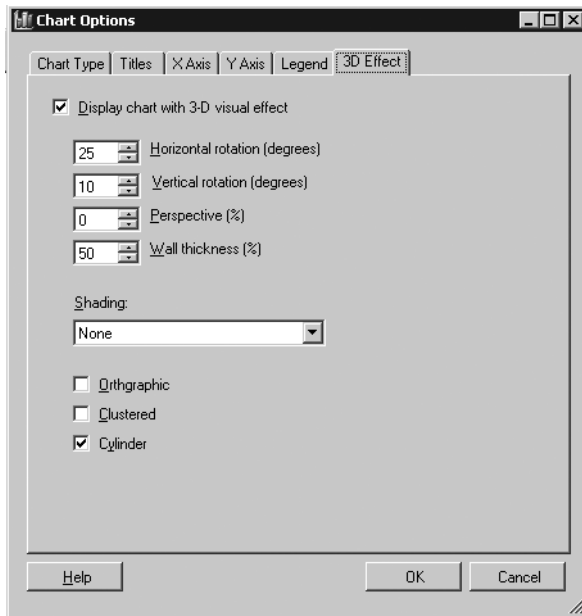 Chart Options
Chart Type Titles X Axis Y Axis Legend 3D Effect
Display chart with 3-D visual effect
25 Horizontal rotation (degrees)
10 Vertical rotation (degrees)
0 Perspective (%)
50 Wall thickness (%)
Shading:
None
Orthgraphic
Clustered
Cylinder
Help OK Cancel